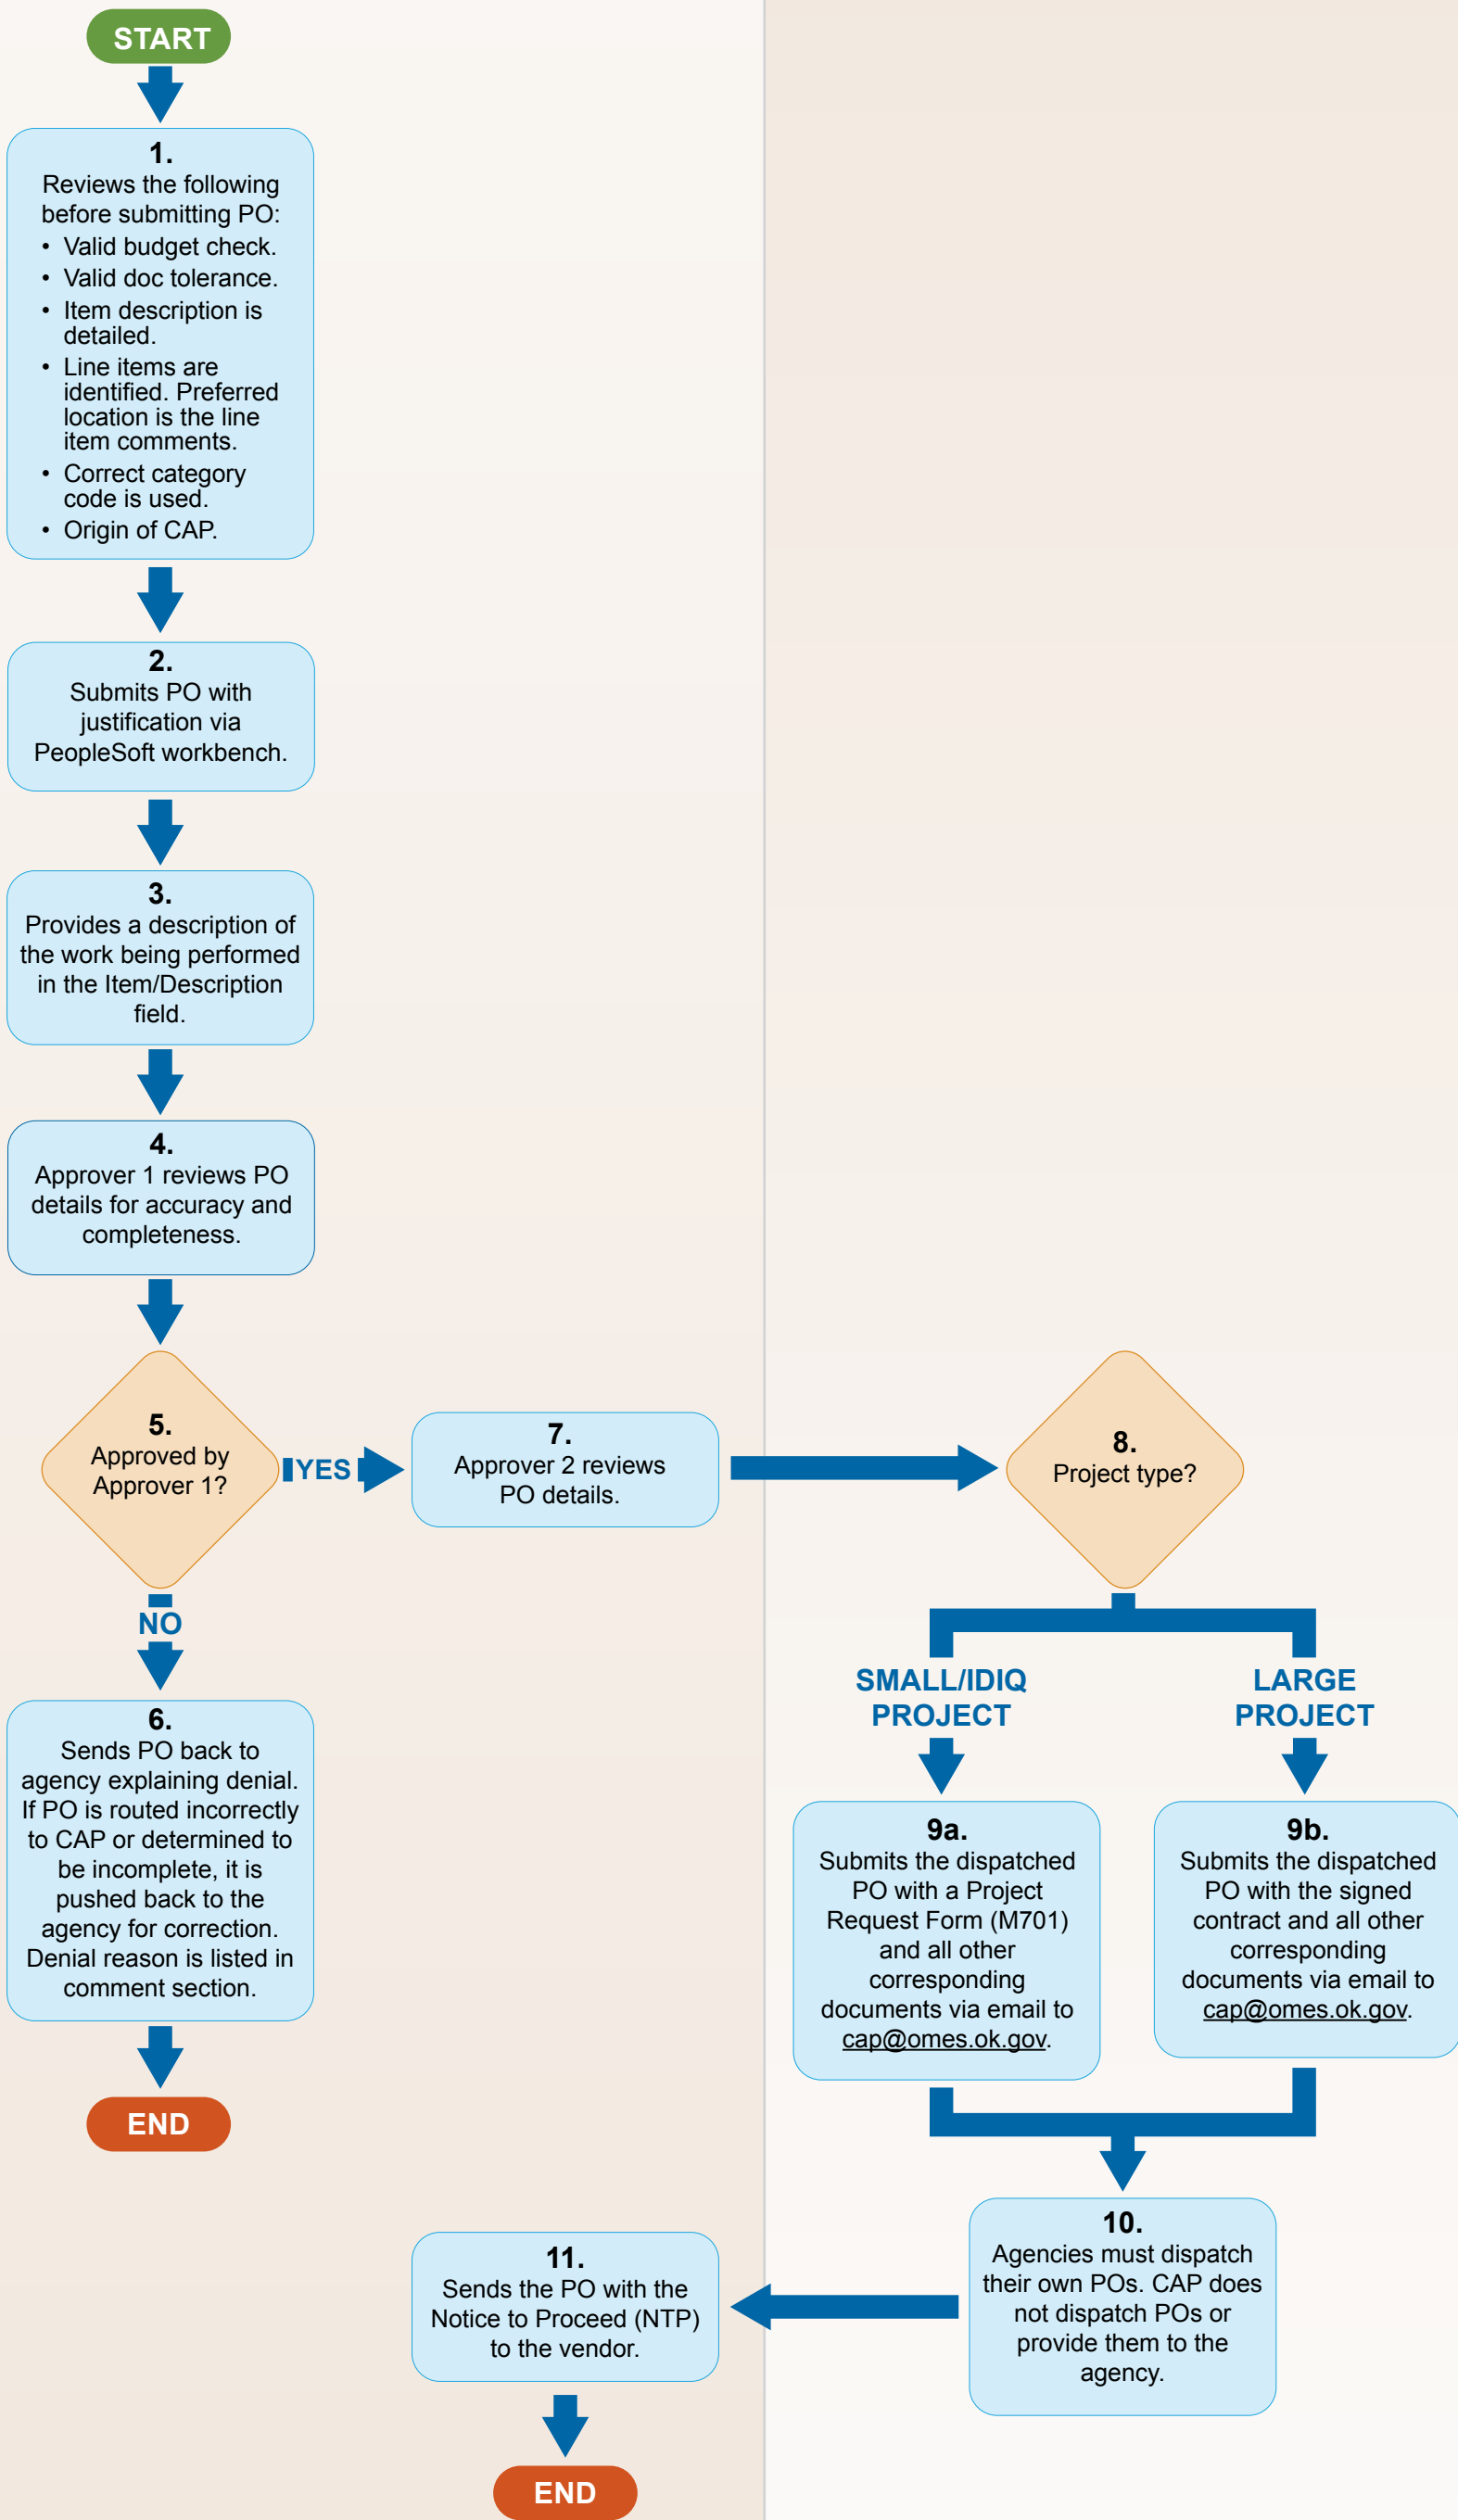 START
1.
Reviews the following
before submitting PO:
• Valid budget check.
• Valid doc tolerance.
• Item description is
detailed.
• Line items are
identified. Preferred
location is the line
item comments.
• Correct category
code is used.
• Origin of CAP.
2.
Submits PO with
justification via
PeopleSoft workbench.
3.
Provides a description of
the work being performed
in the Item/Description
field.
4.
Approver 1 reviews PO
details for accuracy and
completeness.
5.
Approved by
Approver 1?
YES
NO
6.
Sends PO back to
agency explaining denial.
If PO is routed incorrectly
to CAP or determined to
be incomplete, it is
pushed back to the
agency for correction.
Denial reason is listed in
comment section.
END
7.
Approver 2 reviews
PO details.
8.
Project type?
SMALL/IDIQ
PROJECT
LARGE
PROJECT
9a.
Submits the dispatched
PO with a Project
Request Form (M701)
and all other
corresponding
documents via email to
cap@omes.ok.gov.
9b.
Submits the dispatched
PO with the signed
contract and all other
corresponding
documents via email to
cap@omes.ok.gov.
10.
Agencies must dispatch
their own POs. CAP does
not dispatch POs or
provide them to the
agency.
11.
Sends the PO with the
Notice to Proceed (NTP)
to the vendor.
END